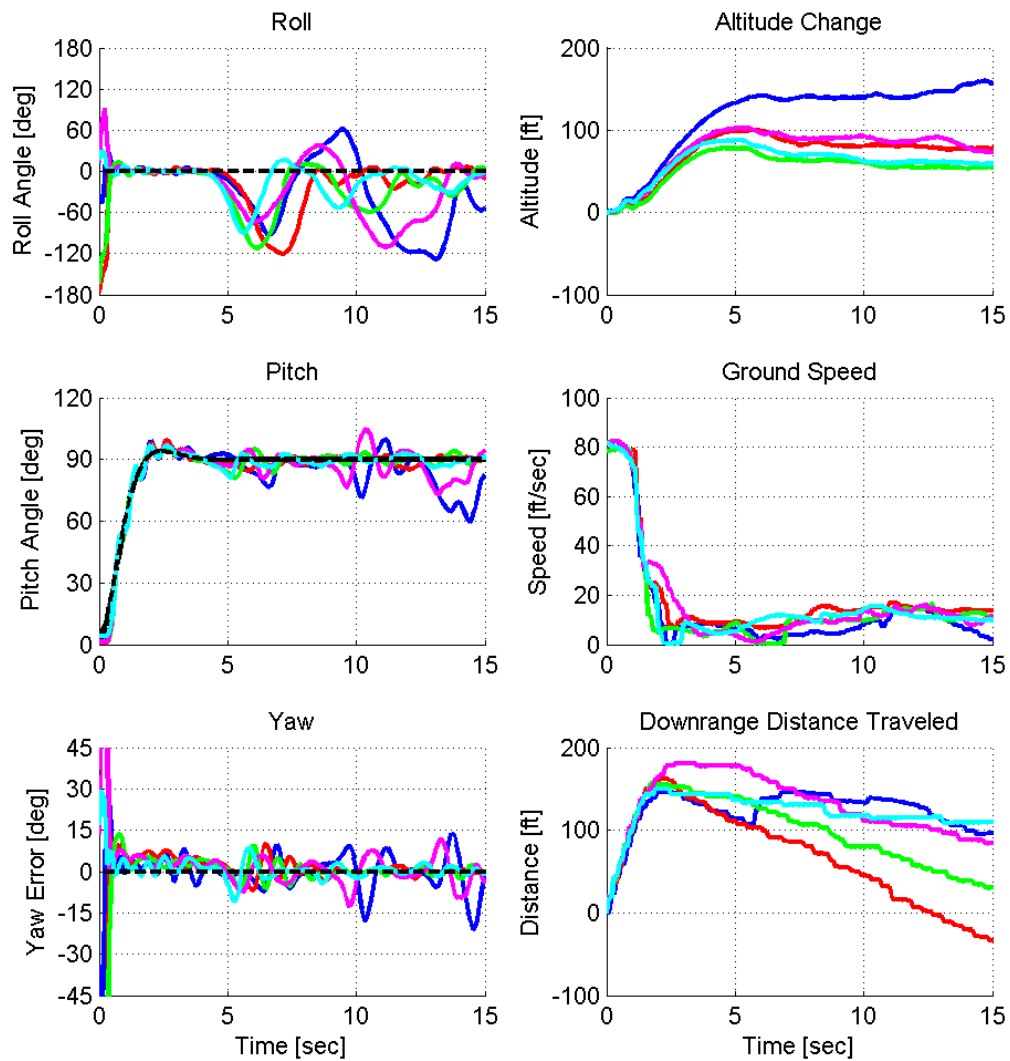 Roll
180
120
60
0
-60
-120
-180
Roll Angle [deg]
0 5 10 15
Altitude Change
200
100
0
-100
Altitude [ft]
0 5 10 15
Pitch
120
90
60
30
0
Pitch Angle [deg]
0 5 10 15
Ground Speed
100
80
60
40
20
0
Speed [ft/sec]
0 5 10 15
Yaw
45
30
15
0
-15
-30
-45
Yaw Error [deg]
0 5 10 15
Time [sec]
Downrange Distance Traveled
200
100
0
-100
Distance [ft]
0 5 10 15
Time [sec]